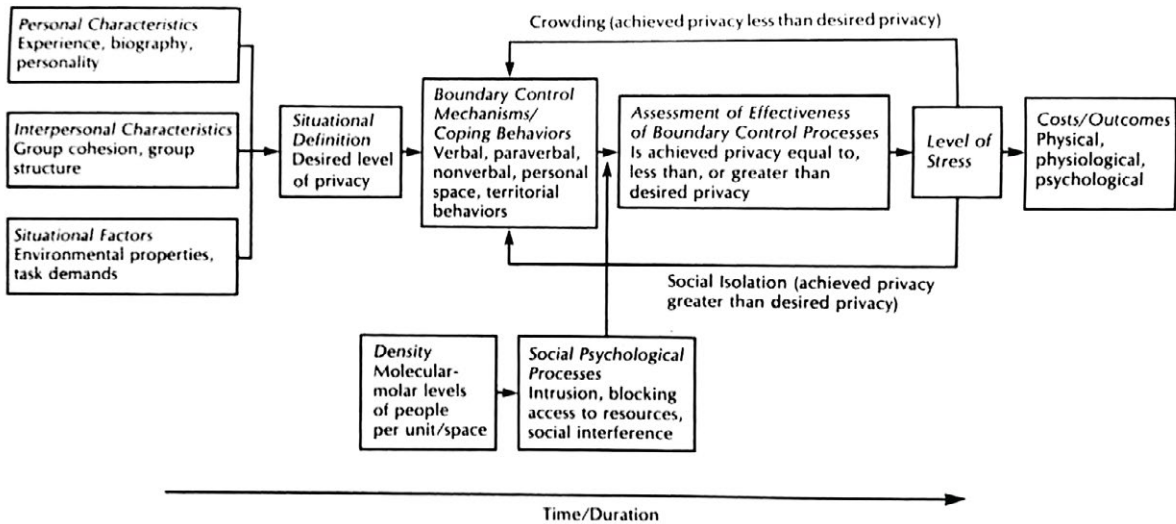 Crowding (achieved privacy less than desired privacy)
Personal Characteristics
Experience, biography,
personality
Interpersonal Characteristics
Group cohesion, group
structure
Situational Factors
Environmental properties,
task demands
Situational
Definition
Desired level
of privacy
Boundary Control
Mechanisms/
Coping Behaviors
Verbal, paraverbal,
nonverbal, personal
space, territorial
behaviors
Assessment of Effectiveness
of Boundary Control Processes
Is achieved privacy equal to,
less than, or greater than
desired privacy
Level of
Stress
Costs/Outcomes
Physical,
physiological,
psychological
Social Isolation (achieved privacy
greater than desired privacy)
Density
Molecular-
molar levels
of people
per unit/space
Social Psychological
Processes
Intrusion, blocking
access to resources,
social interference
Time/Duration